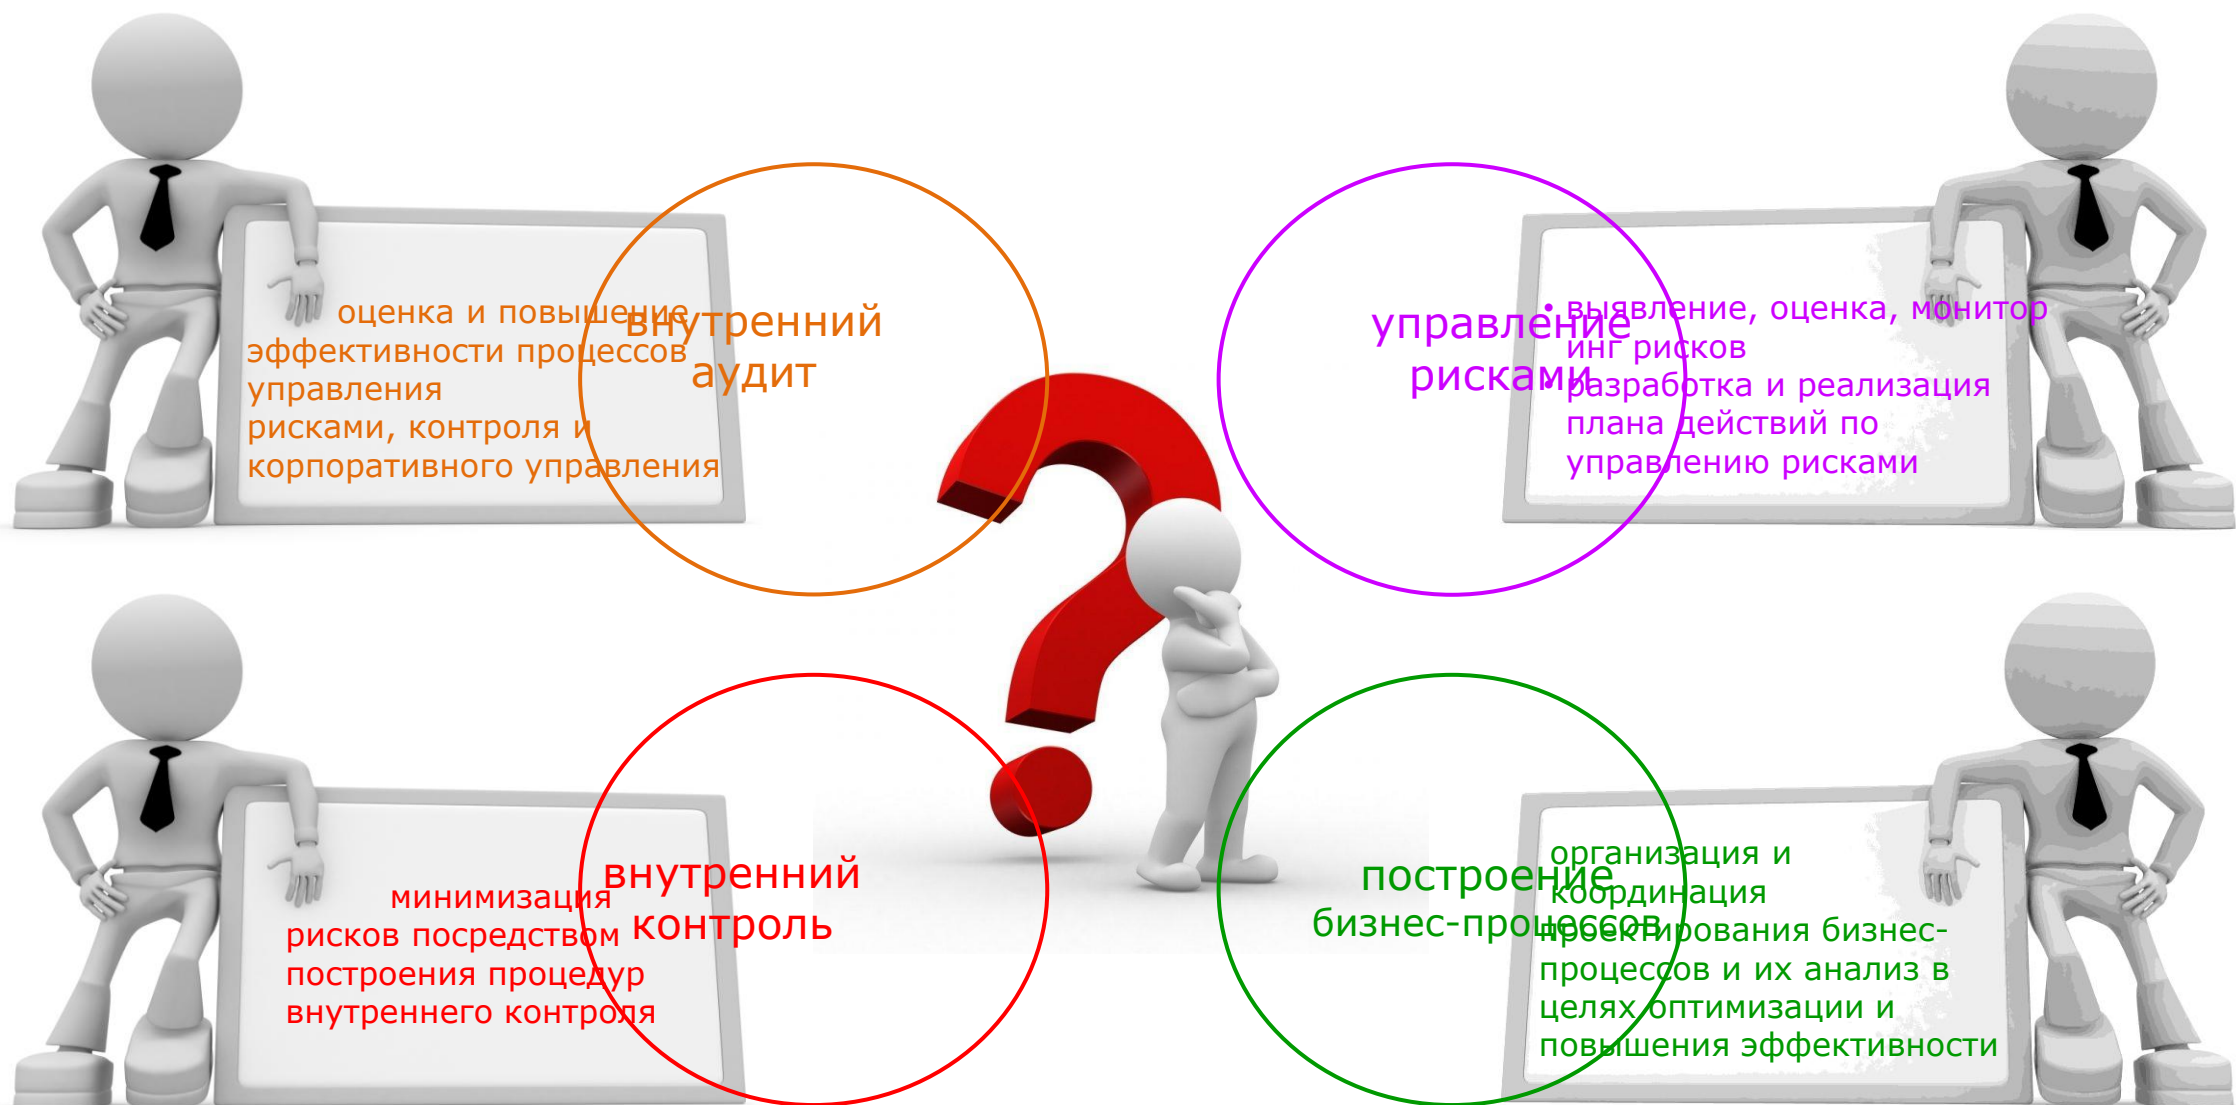 оценка и повышение
эффективности процессов
управления
рисками, контроля и
корпоративного управления
внутренний
аудит
управление
рисками
• выявление, оценка, монитор
инг рисков
• разработка и реализация
плана действий по
управлению рисками
минимизация
рисков посредством
построения процедур
внутреннего контроля
внутренний
контроль
построение
бизнес-процессов
организация и
координация
проектирования бизнес-
процессов и их анализ в
целях оптимизации и
повышения эффективности